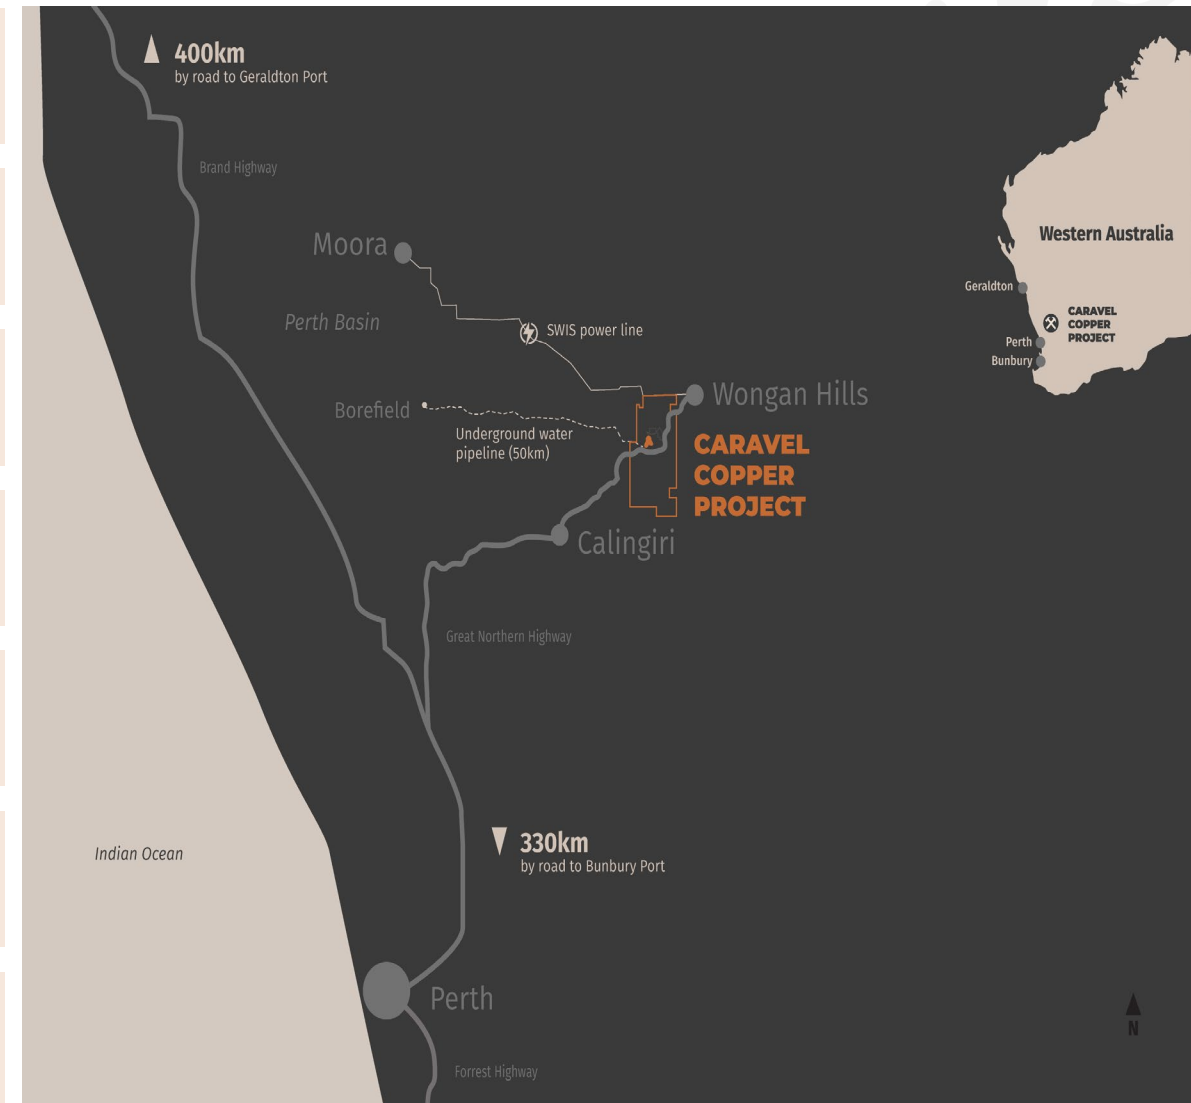 400km
by road to Geraldton Port
Brand Highway
Moora
Perth Basin
SWIS power line
Borefield
Wongan Hills
Underground water
pipeline (50km)
CARAVEL
COPPER
PROJECT
Calingiri
Great Northern Highway
330km
by road to Bunbury Port
Indian Ocean
Perth
Forrest Highway
N
Western Australia
Geraldton
CARAVEL
COPPER
PROJECT
Perth
Bunbury